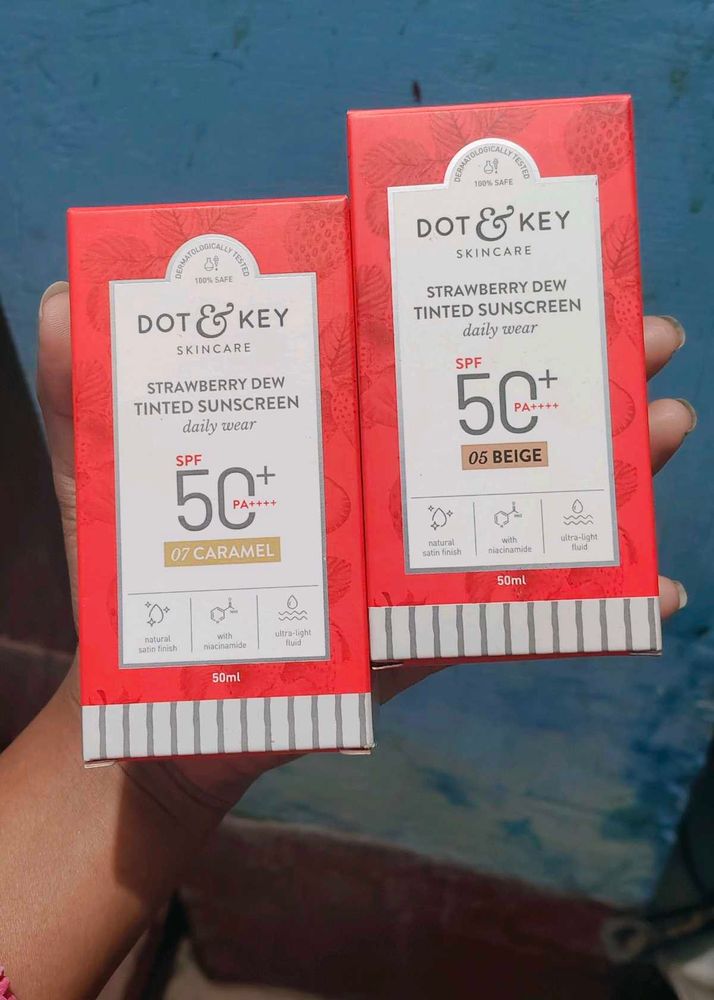 DERMATOLOGICALLY TESTED
100% SAFE
DOT & KEY
SKINCARE
STRAWBERRY DEW
TINTED SUNSCREEN
daily wear
SPF
50+
PA++++
07 CARAMEL
natural
satin finish
with
niacinamide
ultra-light
fluid
50ml
DERMATOLOGICALLY TESTED
100% SAFE
DOT & KEY
SKINCARE
STRAWBERRY DEW
TINTED SUNSCREEN
daily wear
SPF
50+
PA++++
05 BEIGE
natural
satin finish
with
niacinamide
ultra-light
fluid
50ml